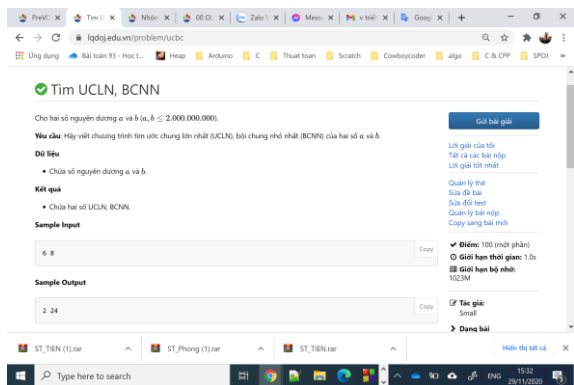 PreVC
Tìm U
Nhóm
00 Cl.
Zalo
Messe
v triể
Goog
lqdoj.edu.vn/problem/ucbc
Ứng dụng Bài toán 93 - Học t... Heap Arduino C Thuat toan Scratch Cowboycoder algo C & CPP SPOJ »
Tìm UCLN, BCNN
Cho hai số nguyên dương a và b (a, b ≤ 2.000.000.000).
Yêu cầu: Hãy viết chương trình tìm ước chung lớn nhất (UCLN), bội chung nhỏ nhất (BCNN) của hai số a và b.
Dữ liệu
• Chứa số nguyên dương a và b.
Kết quả
• Chứa hai số UCLN, BCNN.
Sample Input
Copy
6 8
Sample Output
Copy
2 24
Gửi bài giải
Lời giải của tôi
Tất cả các bài nộp
Lời giải tốt nhất
Quản lý thẻ
Sửa đề bài
Sửa đổi test
Quản lý bài nộp
Copy sang bài mới
Điểm: 100 (một phần)
Giới hạn thời gian: 1.0s
Giới hạn bộ nhớ:
1023M
Tác giả:
Small
Dạng bài
ST_TIEN (1).rar
ST_Phong (1).rar
ST_TIEN.rar
Hiển thị tất cả
Type here to search
ENG
15:32
29/11/2020